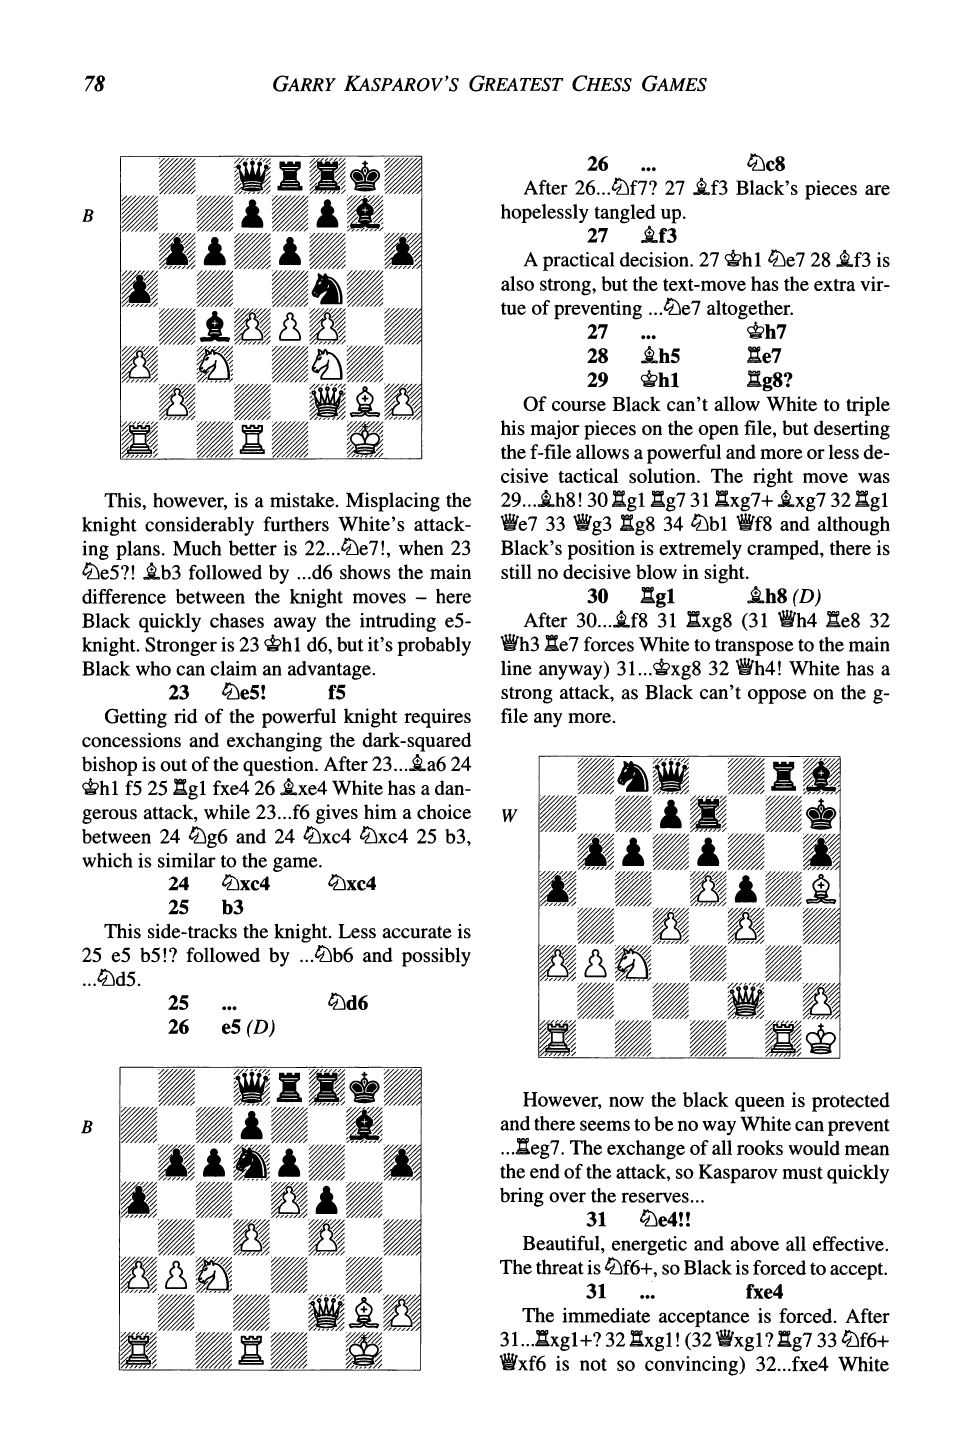 78
GARRY KASPAROV'S GREATEST CHESS GAMES
B
This, however, is a mistake. Misplacing the
knight considerably furthers White's attack-
ing plans. Much better is 22...♘e7!, when 23
♘e5?! ♗b3 followed by ...d6 shows the main
difference between the knight moves – here
Black quickly chases away the intruding e5-
knight. Stronger is 23 ♔h1 d6, but it's probably
Black who can claim an advantage.
23 ♘e5! f5
Getting rid of the powerful knight requires
concessions and exchanging the dark-squared
bishop is out of the question. After 23...♗a6 24
♔h1 f5 25 ♖g1 fxe4 26 ♗xe4 White has a dan-
gerous attack, while 23...f6 gives him a choice
between 24 ♘g6 and 24 ♘xc4 ♘xc4 25 b3,
which is similar to the game.
24 ♘xc4 ♘xc4
25 b3
This side-tracks the knight. Less accurate is
25 e5 b5!? followed by ...♘b6 and possibly
...♘d5.
25 ... ♘d6
26 e5 (D)
B
26 ... ♘c8
After 26...♘f7? 27 ♗f3 Black's pieces are
hopelessly tangled up.
27 ♗f3
A practical decision. 27 ♔h1 ♘e7 28 ♗f3 is
also strong, but the text-move has the extra vir-
tue of preventing ...♘e7 altogether.
27 ... ♔h7
28 ♗h5 ♖e7
29 ♔h1 ♖g8?
Of course Black can't allow White to triple
his major pieces on the open file, but deserting
the f-file allows a powerful and more or less de-
cisive tactical solution. The right move was
29...♗h8! 30 ♖g1 ♖g7 31 ♖xg7+ ♗xg7 32 ♖g1
♕e7 33 ♕g3 ♖g8 34 ♘b1 ♕f8 and although
Black's position is extremely cramped, there is
still no decisive blow in sight.
30 ♖g1 ♗h8 (D)
After 30...♗f8 31 ♖xg8 (31 ♕h4 ♖e8 32
♕h3 ♖e7 forces White to transpose to the main
line anyway) 31...♔xg8 32 ♕h4! White has a
strong attack, as Black can't oppose on the g-
file any more.
W
However, now the black queen is protected
and there seems to be no way White can prevent
...♖eg7. The exchange of all rooks would mean
the end of the attack, so Kasparov must quickly
bring over the reserves...
31 ♘e4!!
Beautiful, energetic and above all effective.
The threat is ♘f6+, so Black is forced to accept.
31 ... fxe4
The immediate acceptance is forced. After
31...♖xg1+? 32 ♖xg1! (32 ♕xg1? ♖g7 33 ♘f6+
♕xf6 is not so convincing) 32...fxe4 White